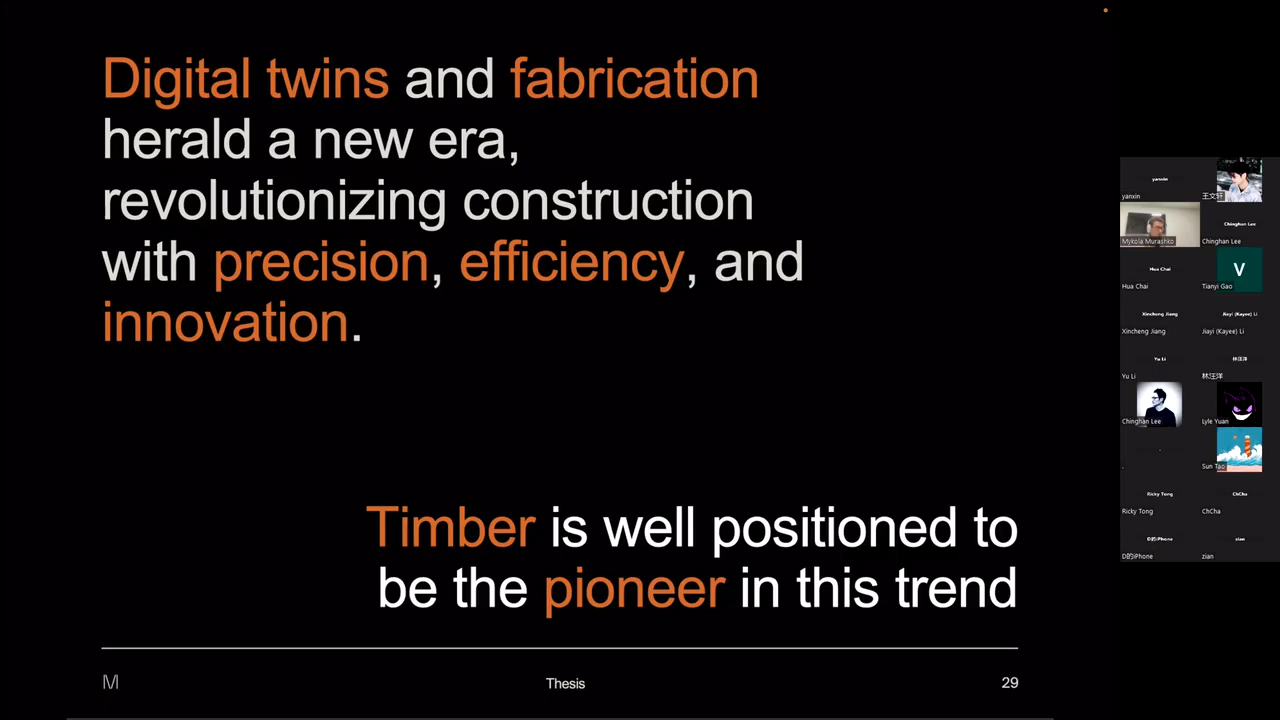 Digital twins and fabrication
herald a new era,
revolutionizing construction
with precision, efficiency, and
innovation.
Timber is well positioned to
be the pioneer in this trend
M
Thesis
29
yanxin
yanxin
王文轩
Mykola Murashko
Chinghan Lee
Chinghan Lee
Hua Chai
Hua Chai
V
Tianyi Gao
Xincheng Jiang
Xincheng Jiang
Jiayi (Kayee) Li
Jiayi (Kayee) Li
Yu Li
Yu Li
林汪洋
林汪洋
Chinghan Lee
Lyle Yuan
.
Sun Tao
Ricky Tong
Ricky Tong
ChCha
ChCha
D的iPhone
D的iPhone
zian
zian